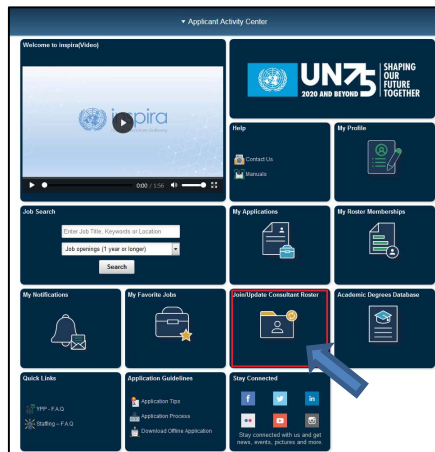 Applicant Activity Center
Welcome to inspira(Video)
inspira
0:00 / 1:56
UN75
2020 AND BEYOND
SHAPING
OUR
FUTURE
TOGETHER
Help
Contact Us
Manuals
My Profile
Job Search
Enter Job Title, Keywords or Location
Job openings (1 year or longer)
Search
My Applications
My Roster Memberships
My Notifications
My Favorite Jobs
Join/Update Consultant Roster
Academic Degrees Database
Quick Links
YPP - F.A.Q
Staffing – F.A.Q
Application Guidelines
Application Tips
Application Process
Download Offline Application
Stay Connected
f
in
Stay connected with us and get
news, events, pictures and more